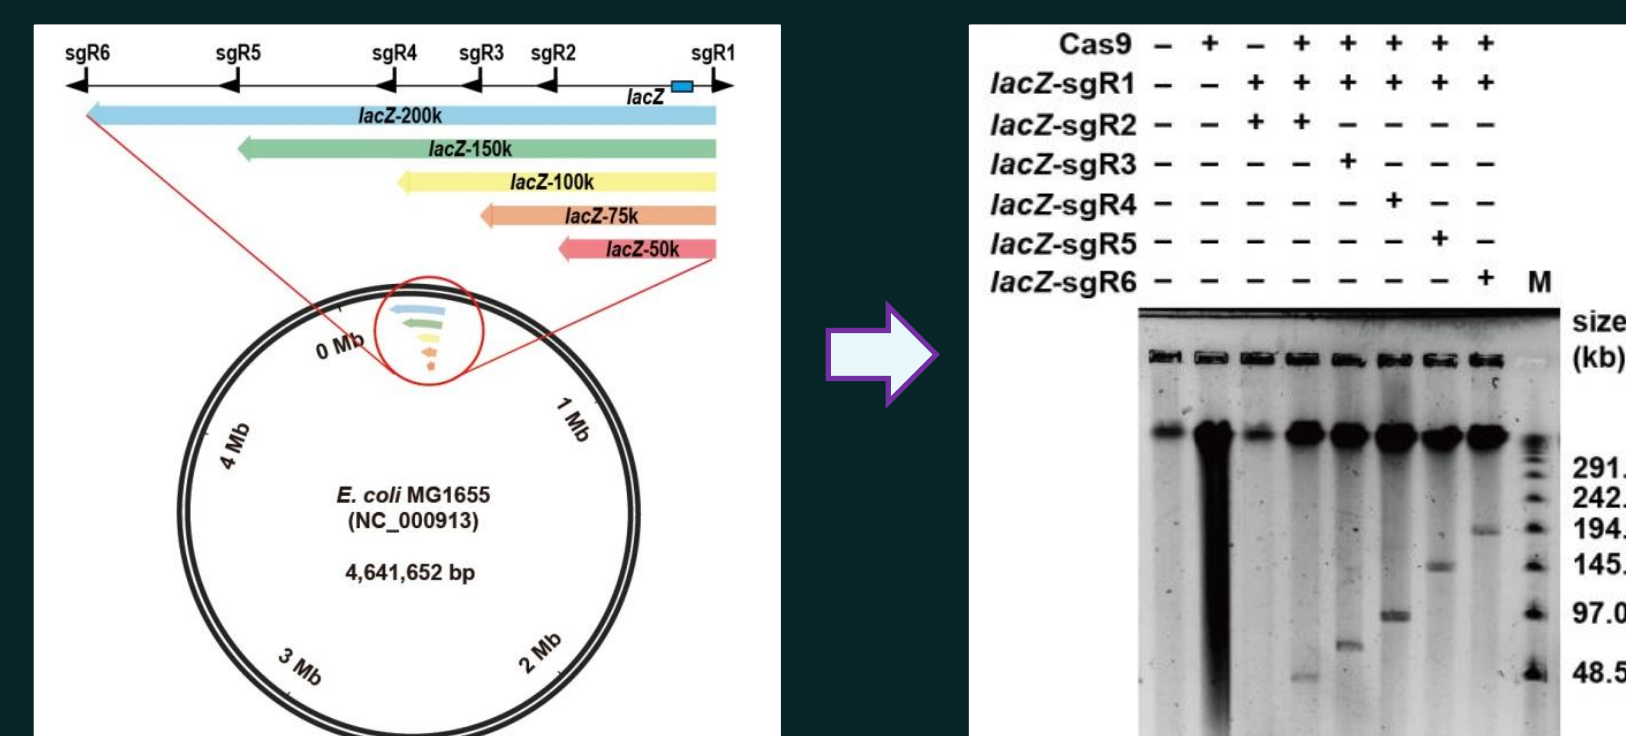 sgR6 sgR5 sgR4 sgR3 sgR2 sgR1
lacZ
lacZ-200k
lacZ-150k
lacZ-100k
lacZ-75k
lacZ-50k
0 Mb
1 Mb
4 Mb
E. coli MG1655
(NC_000913)
4,641,652 bp
3 Mb
2 Mb
Cas9 – + – + + + + +
lacZ-sgR1 – – + + + + + +
lacZ-sgR2 – – + + – – – –
lacZ-sgR3 – – – – + – – –
lacZ-sgR4 – – – – – + – –
lacZ-sgR5 – – – – – – + –
lacZ-sgR6 – – – – – – – + M
size
(kb)
291.
242.
194.
145.
97.0
48.5